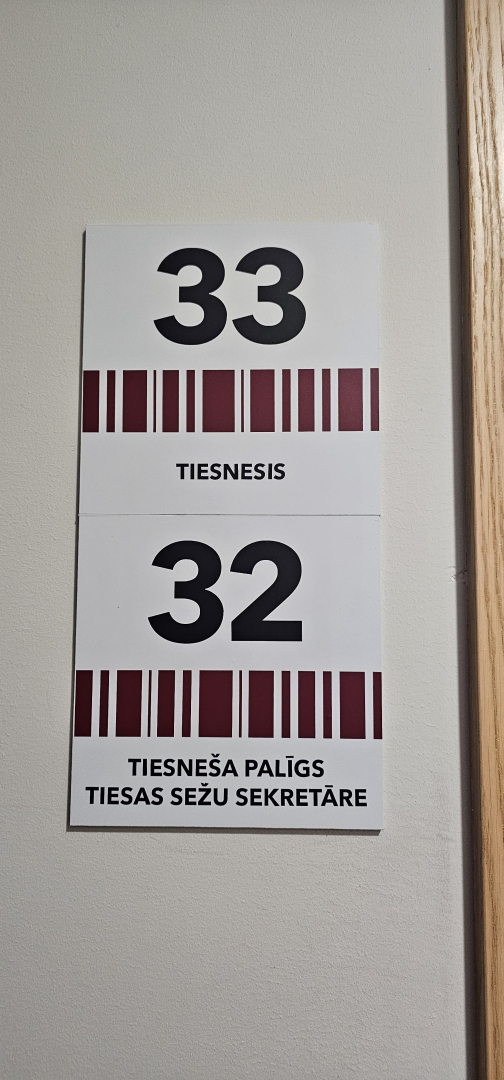 33
TIESNESIS
32
TIESNEŠA PALĪGS
TIESAS SEŽU SEKRETĀRE